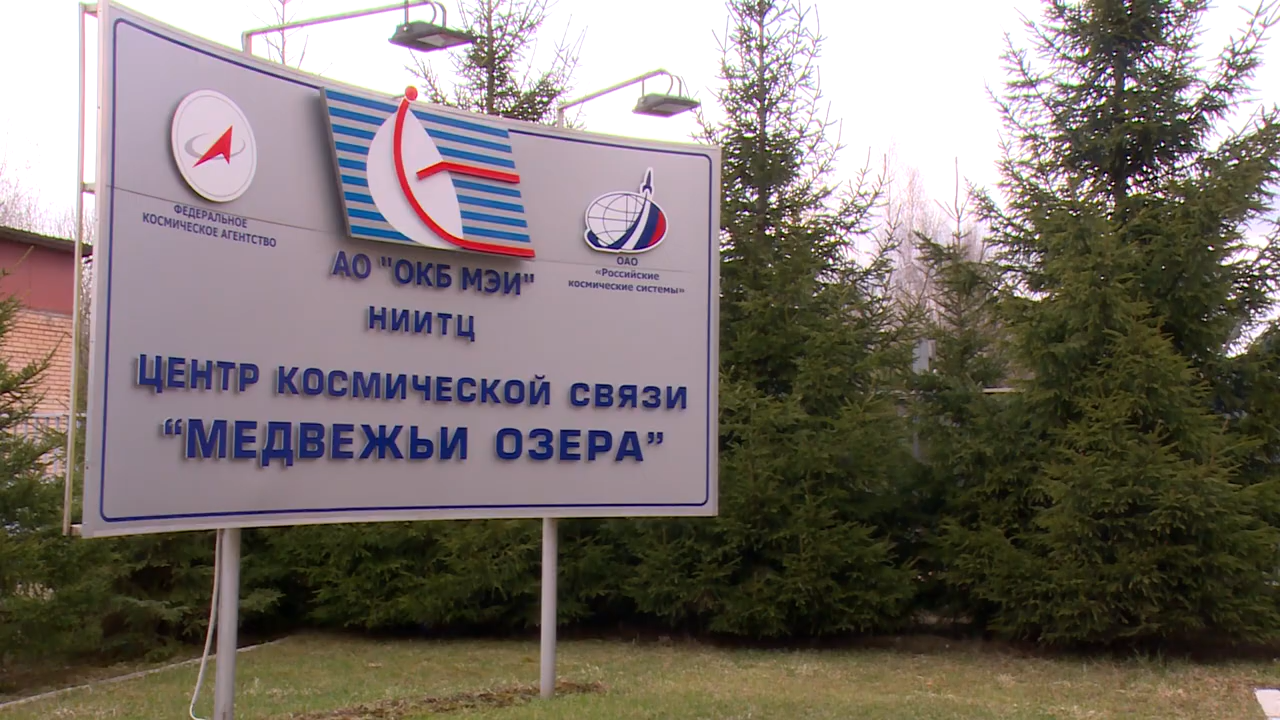 ФЕДЕРАЛЬНОЕ
КОСМИЧЕСКОЕ АГЕНТСТВО
АО "ОКБ МЭИ"
ОАО
«Российские
космические системы»
НИИТЦ
ЦЕНТР КОСМИЧЕСКОЙ СВЯЗИ
“МЕДВЕЖЬИ ОЗЕРА”